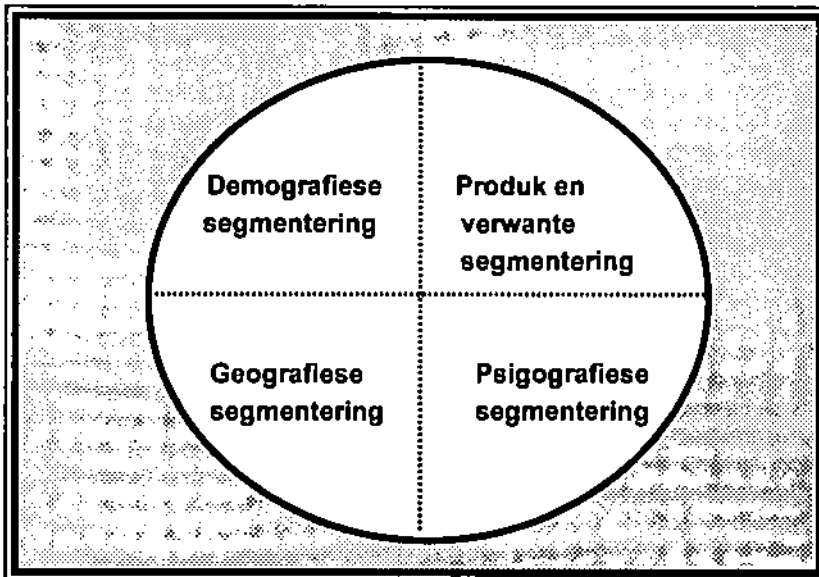 Demografiese
segmentering
Produk en
verwante
segmentering
Geografiese
segmentering
Psigografiese
segmentering